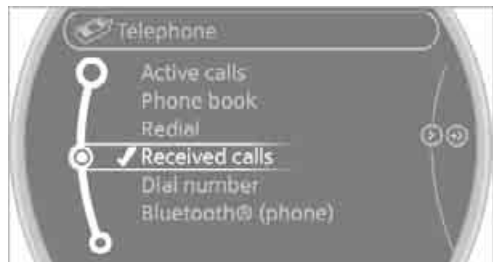 Telephone
Active calls
Phone book
Redial
Received calls
Dial number
Bluetooth® (phone)